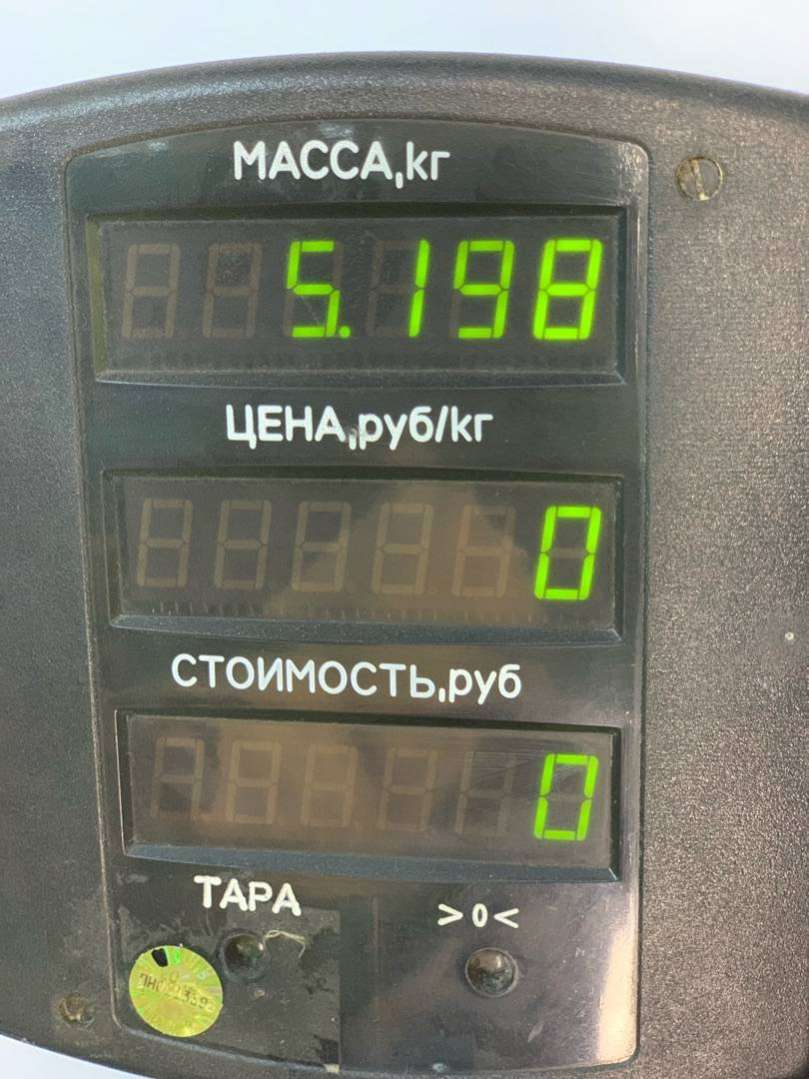 МАССА,кг
5.198
ЦЕНА,руб/кг
0
СТОИМОСТЬ,руб
0
ТАРА >0<